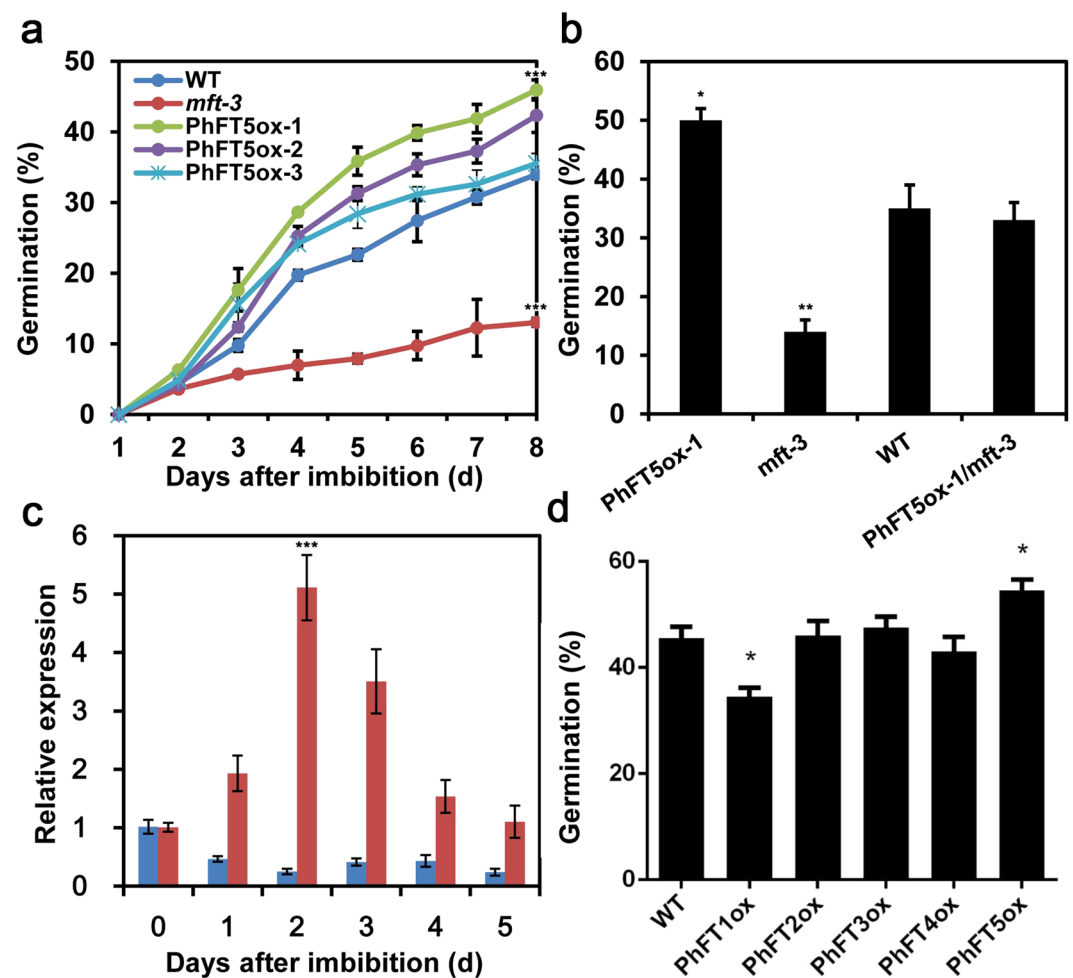 a
50
40
30
20
10
0
Germination (%)
WT
mft-3
PhFT5ox-1
PhFT5ox-2
PhFT5ox-3
***
***
1 2 3 4 5 6 7 8
Days after imbibition (d)
b
60
50
40
30
20
10
0
Germination (%)
*
**
PhFT5ox-1
mft-3
WT
PhFT5ox-1/mft-3
c
6
5
4
3
2
1
0
Relative expression
***
0 1 2 3 4 5
Days after imbibition (d)
d
60
40
20
0
Germination (%)
*
*
WT
PhFT1ox
PhFT2ox
PhFT3ox
PhFT4ox
PhFT5ox